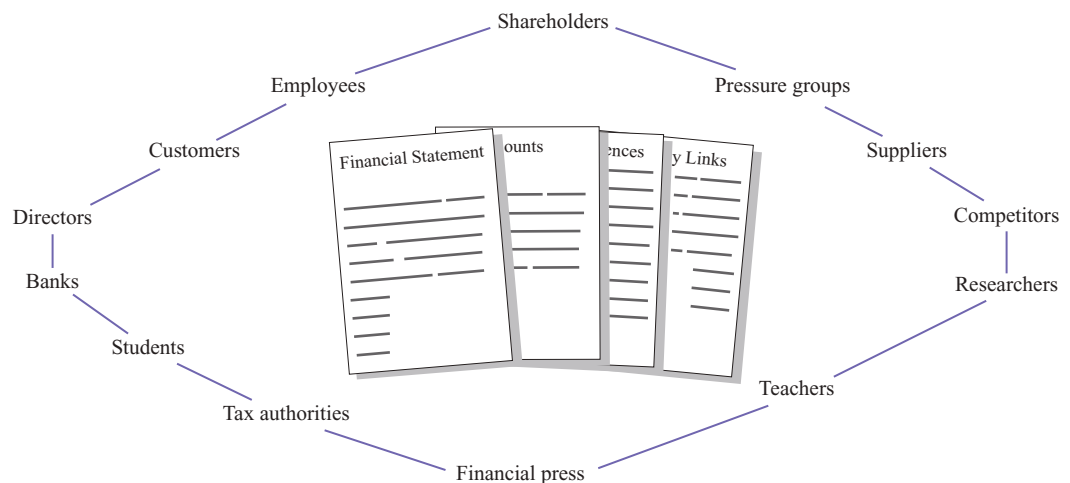 Shareholders
Employees
Pressure groups
Customers
Suppliers
Financial Statement
ounts
ences
y Links
Directors
Competitors
Banks
Researchers
Students
Teachers
Tax authorities
Financial press